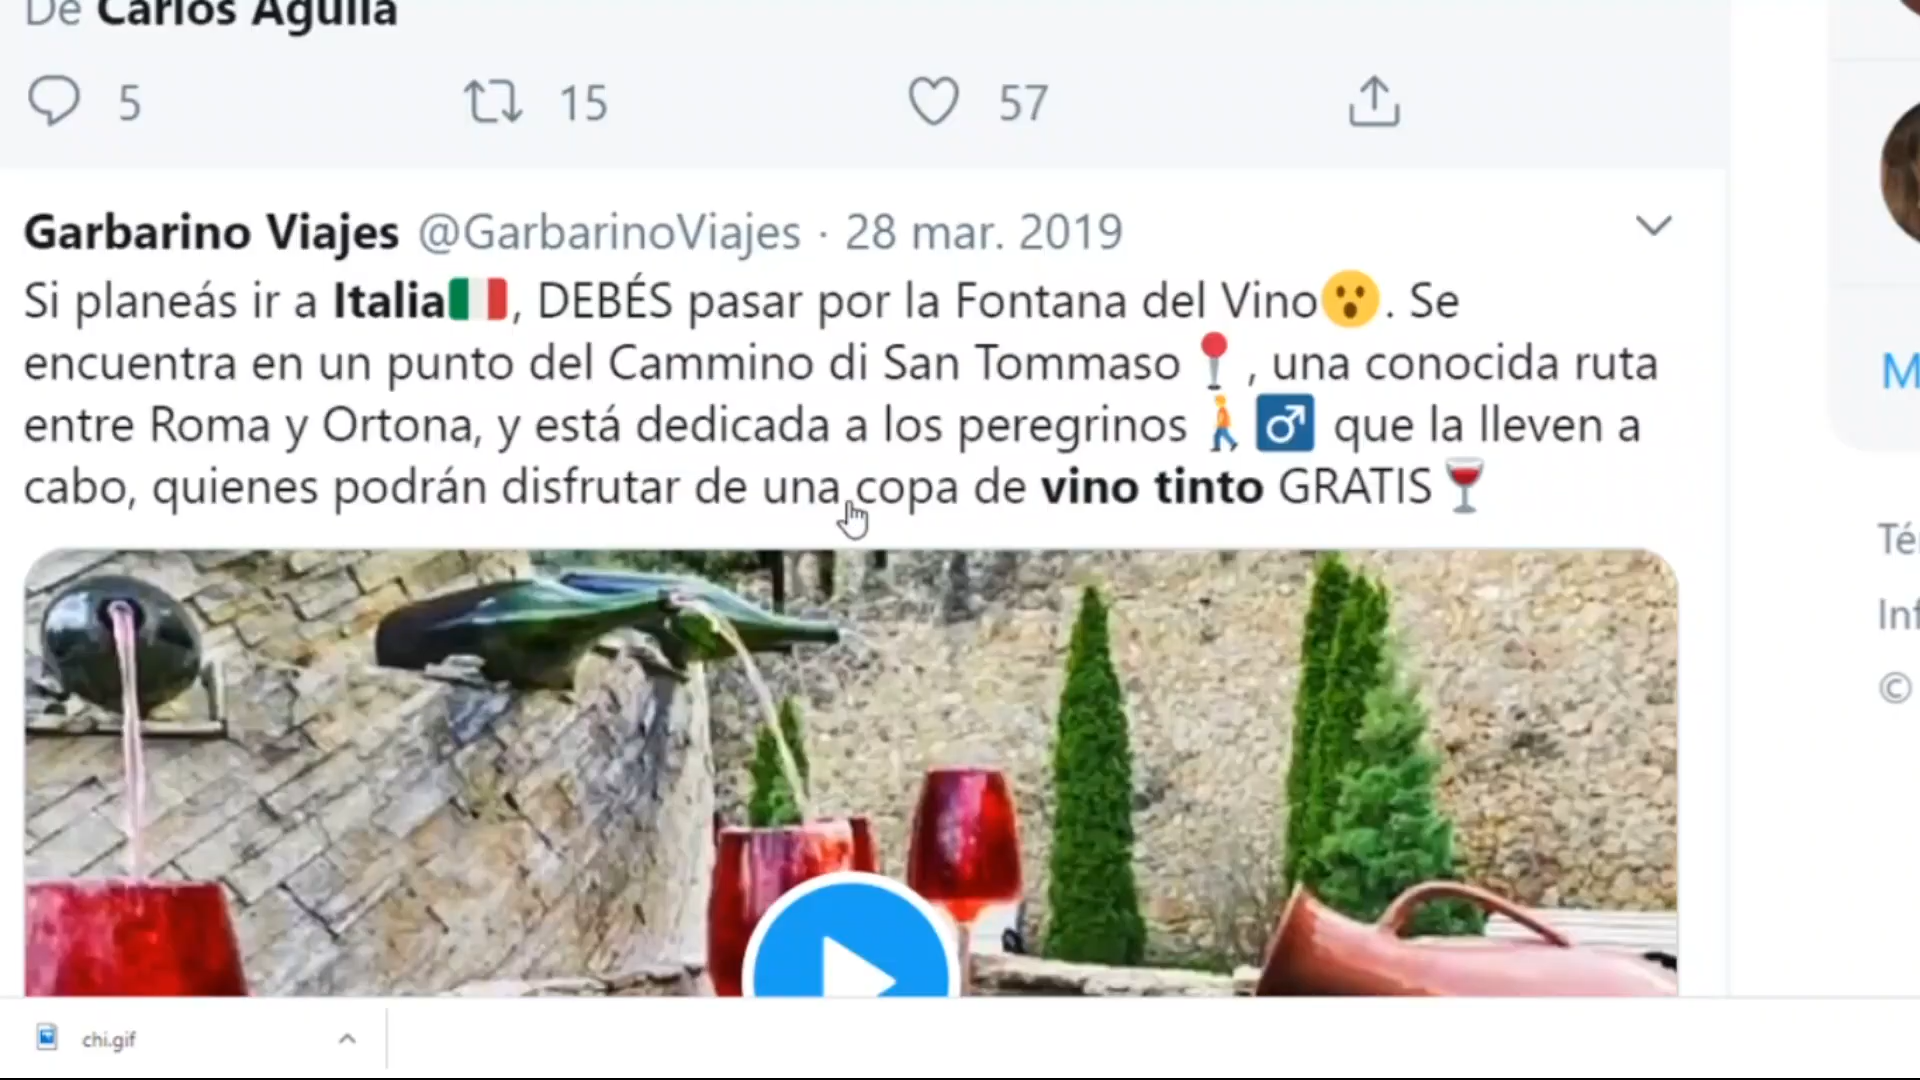 De Carlos Aguila
5 15 57
Garbarino Viajes @GarbarinoViajes · 28 mar. 2019
Si planeás ir a Italia🇮🇹, DEBÉS pasar por la Fontana del Vino😮. Se
encuentra en un punto del Cammino di San Tommaso📍, una conocida ruta
entre Roma y Ortona, y está dedicada a los peregrinos🚶♂️ que la lleven a
cabo, quienes podrán disfrutar de una copa de vino tinto GRATIS🍷
©
chi.gif